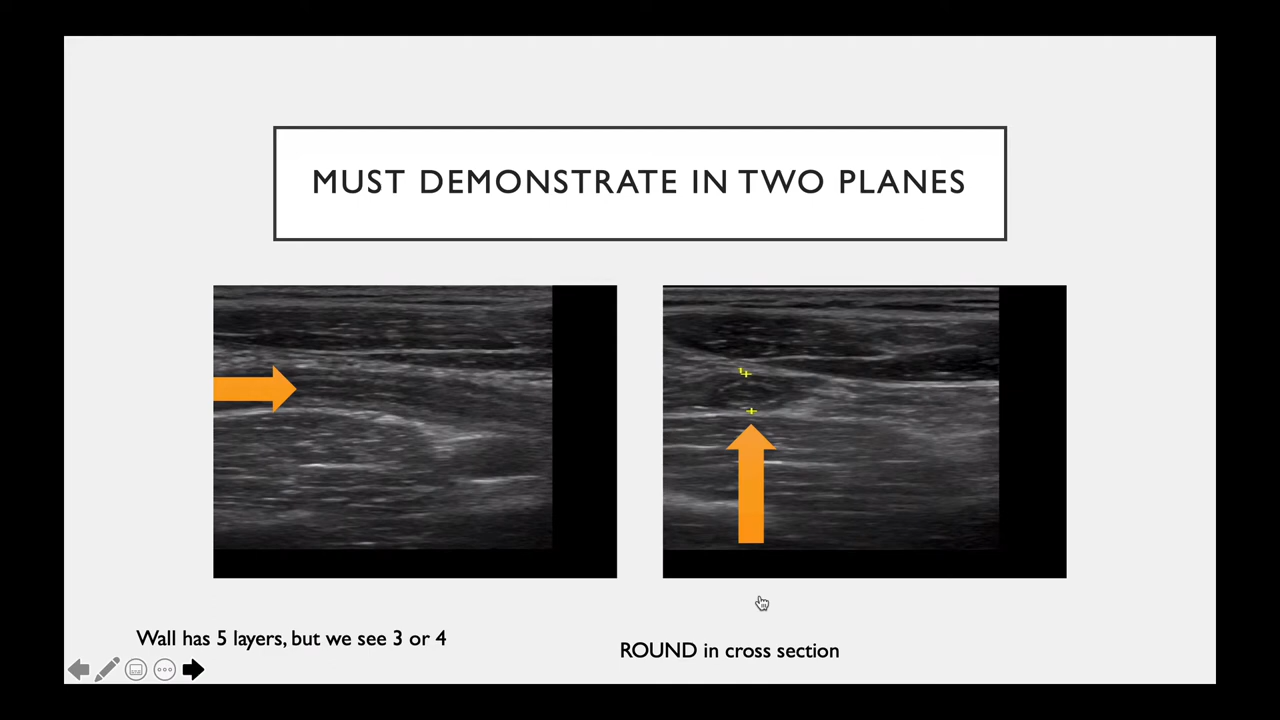 MUST DEMONSTRATE IN TWO PLANES
Wall has 5 layers, but we see 3 or 4
ROUND in cross section